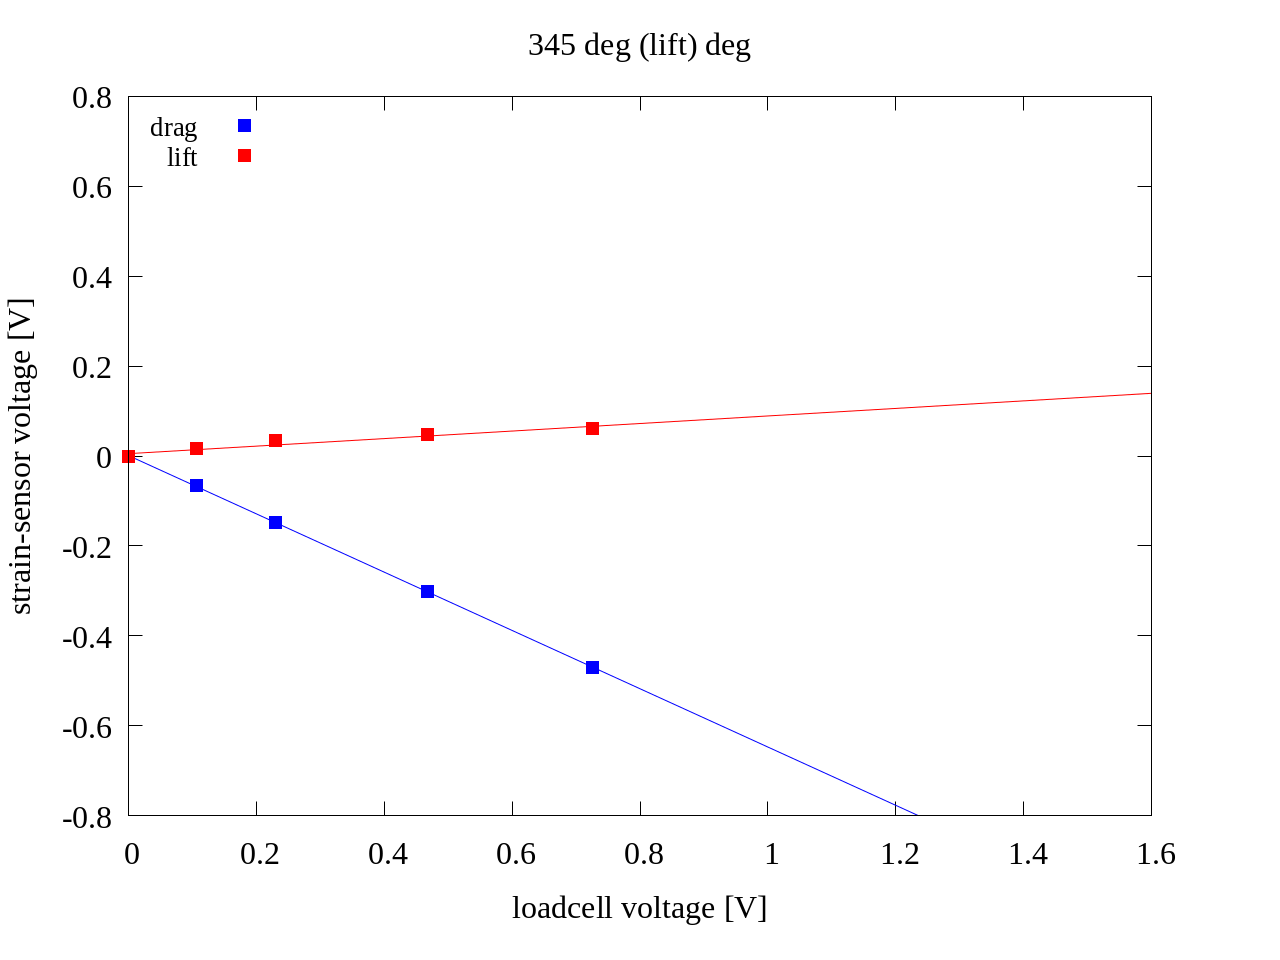 345 deg (lift) deg
drag
lift
0.8
0.6
0.4
0.2
0
-0.2
-0.4
-0.6
-0.8
strain-sensor voltage [V]
0 0.2 0.4 0.6 0.8 1 1.2 1.4 1.6
loadcell voltage [V]